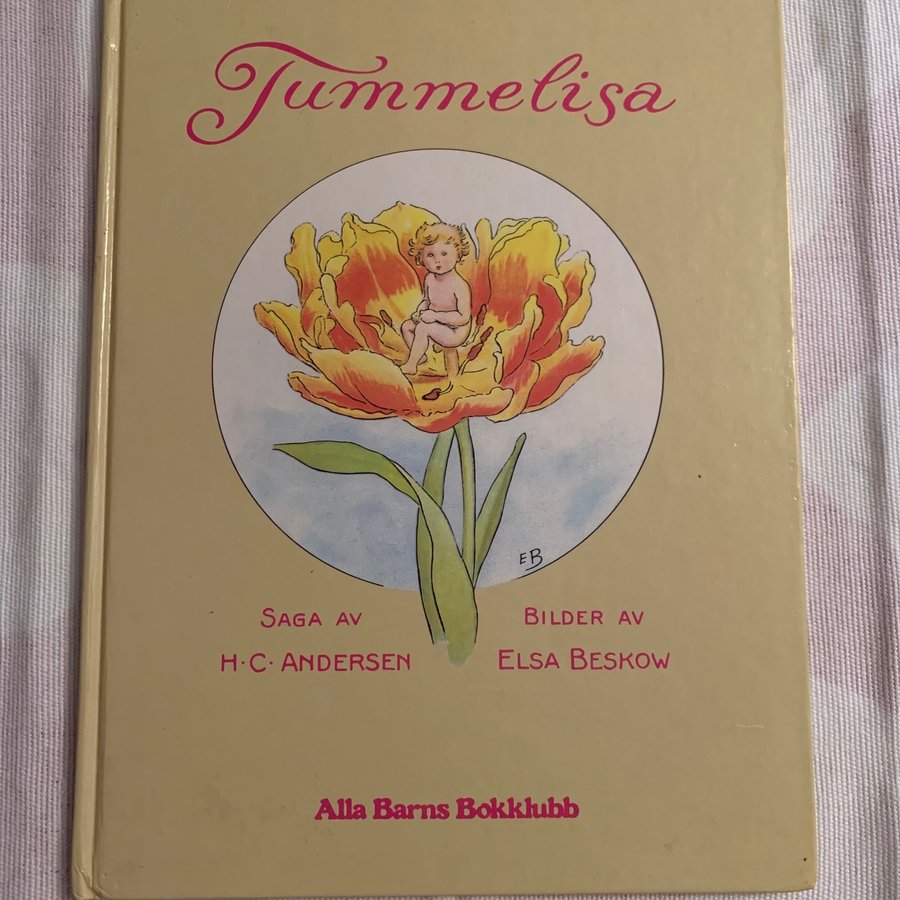 Tummelisa
EB
SAGA AV
H·C·ANDERSEN
BILDER AV
ELSA BESKOW
Alla Barns Bokklubb